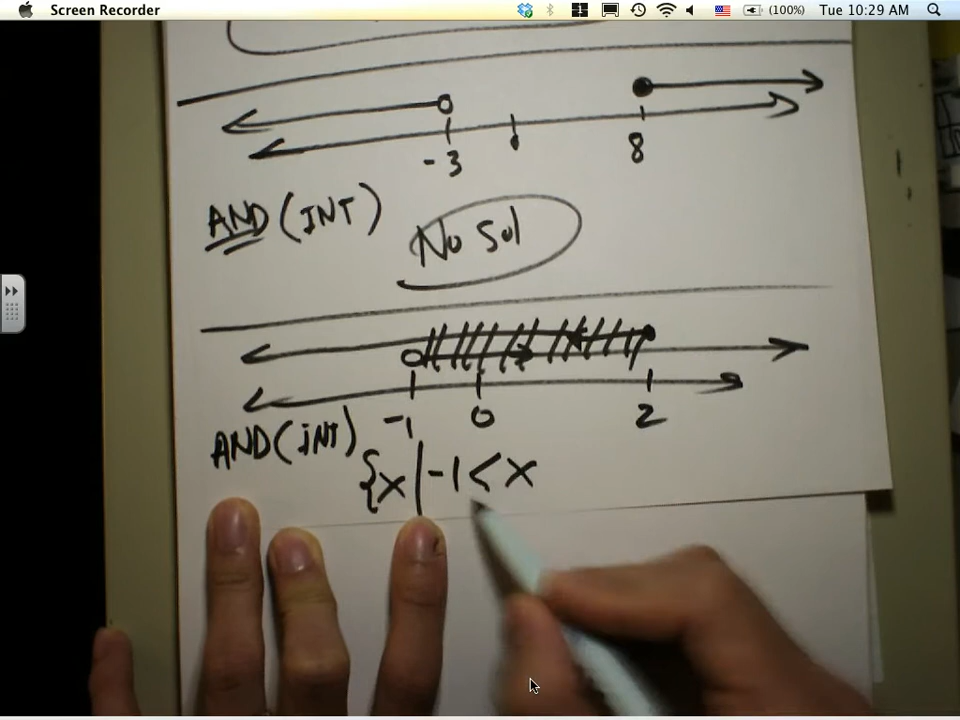 Screen Recorder (100%) Tue 10:29 AM
-3 8
AND (INT)
No Sol
-1 0 2
AND (INT)
{x|-1<x